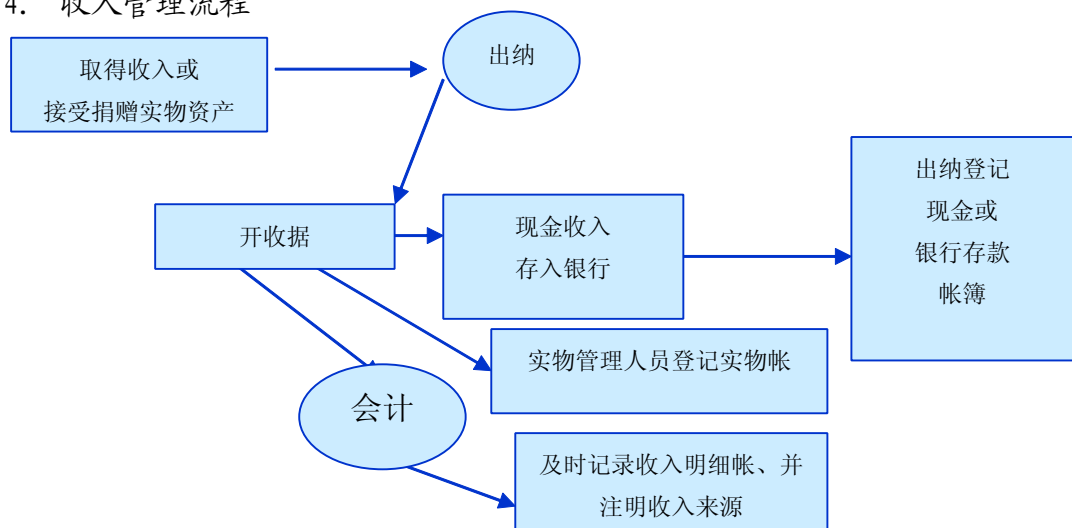 4. 收入管理流程
取得收入或
接受捐赠实物资产
出纳
开收据
现金收入
存入银行
出纳登记
现金或
银行存款
帐簿
实物管理人员登记实物帐
会计
及时记录收入明细帐、并
注明收入来源